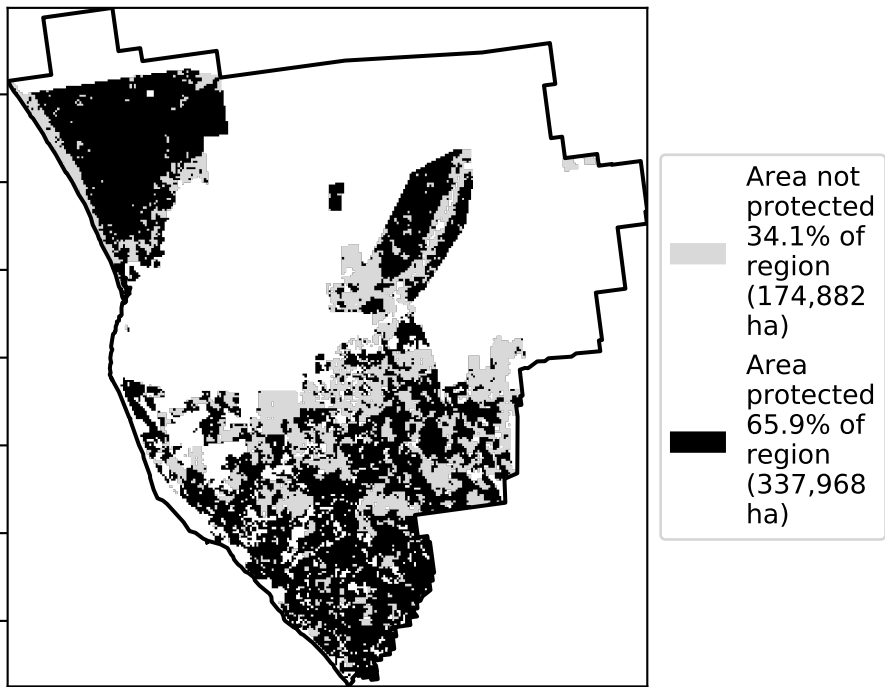 Area not
protected
34.1% of
region
(174,882
ha)
Area
protected
65.9% of
region
(337,968
ha)